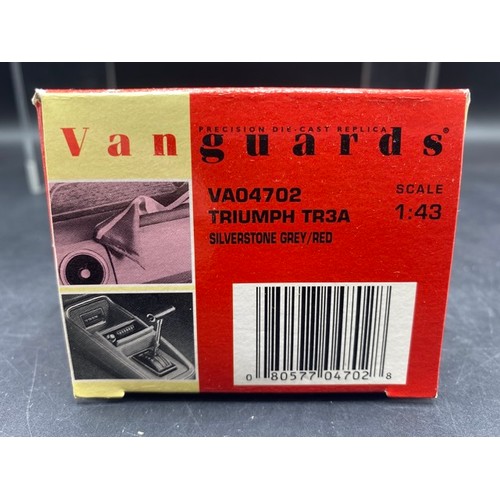 PRECISION DIE-CAST REPLICA
Vanguards®
VA04702
TRIUMPH TR3A
SILVERSTONE GREY/RED
SCALE
1:43
0 80577 04702 8